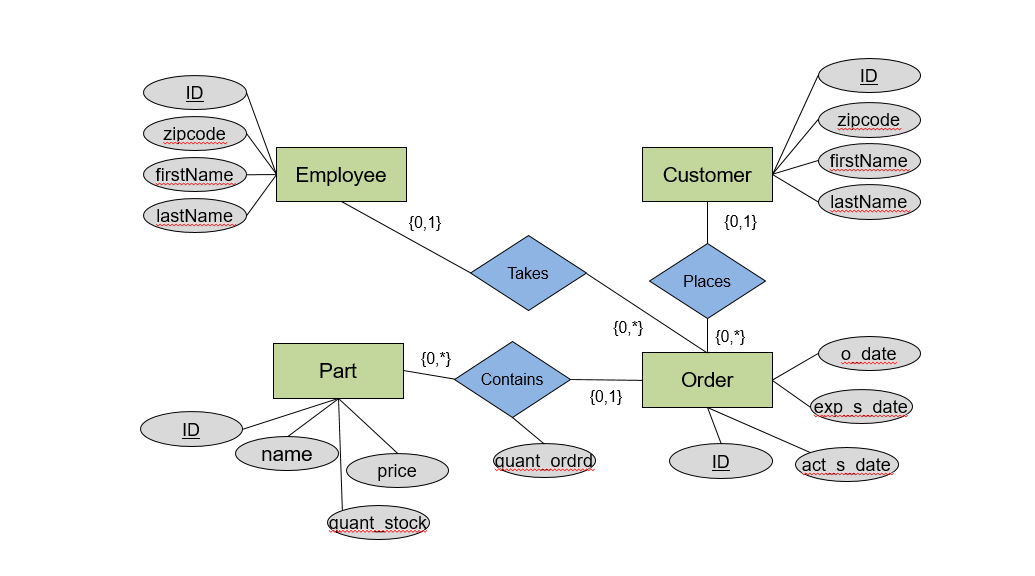 ID
zipcode
firstName
lastName
Employee
Customer
ID
zipcode
firstName
lastName
{0,1}
{0,1}
Takes
Places
{0,*}
{0,*}
Part
{0,*}
Contains
{0,1}
Order
o_date
exp_s_date
ID
name
price
quant_stock
quant_ordrd
ID
act_s_date